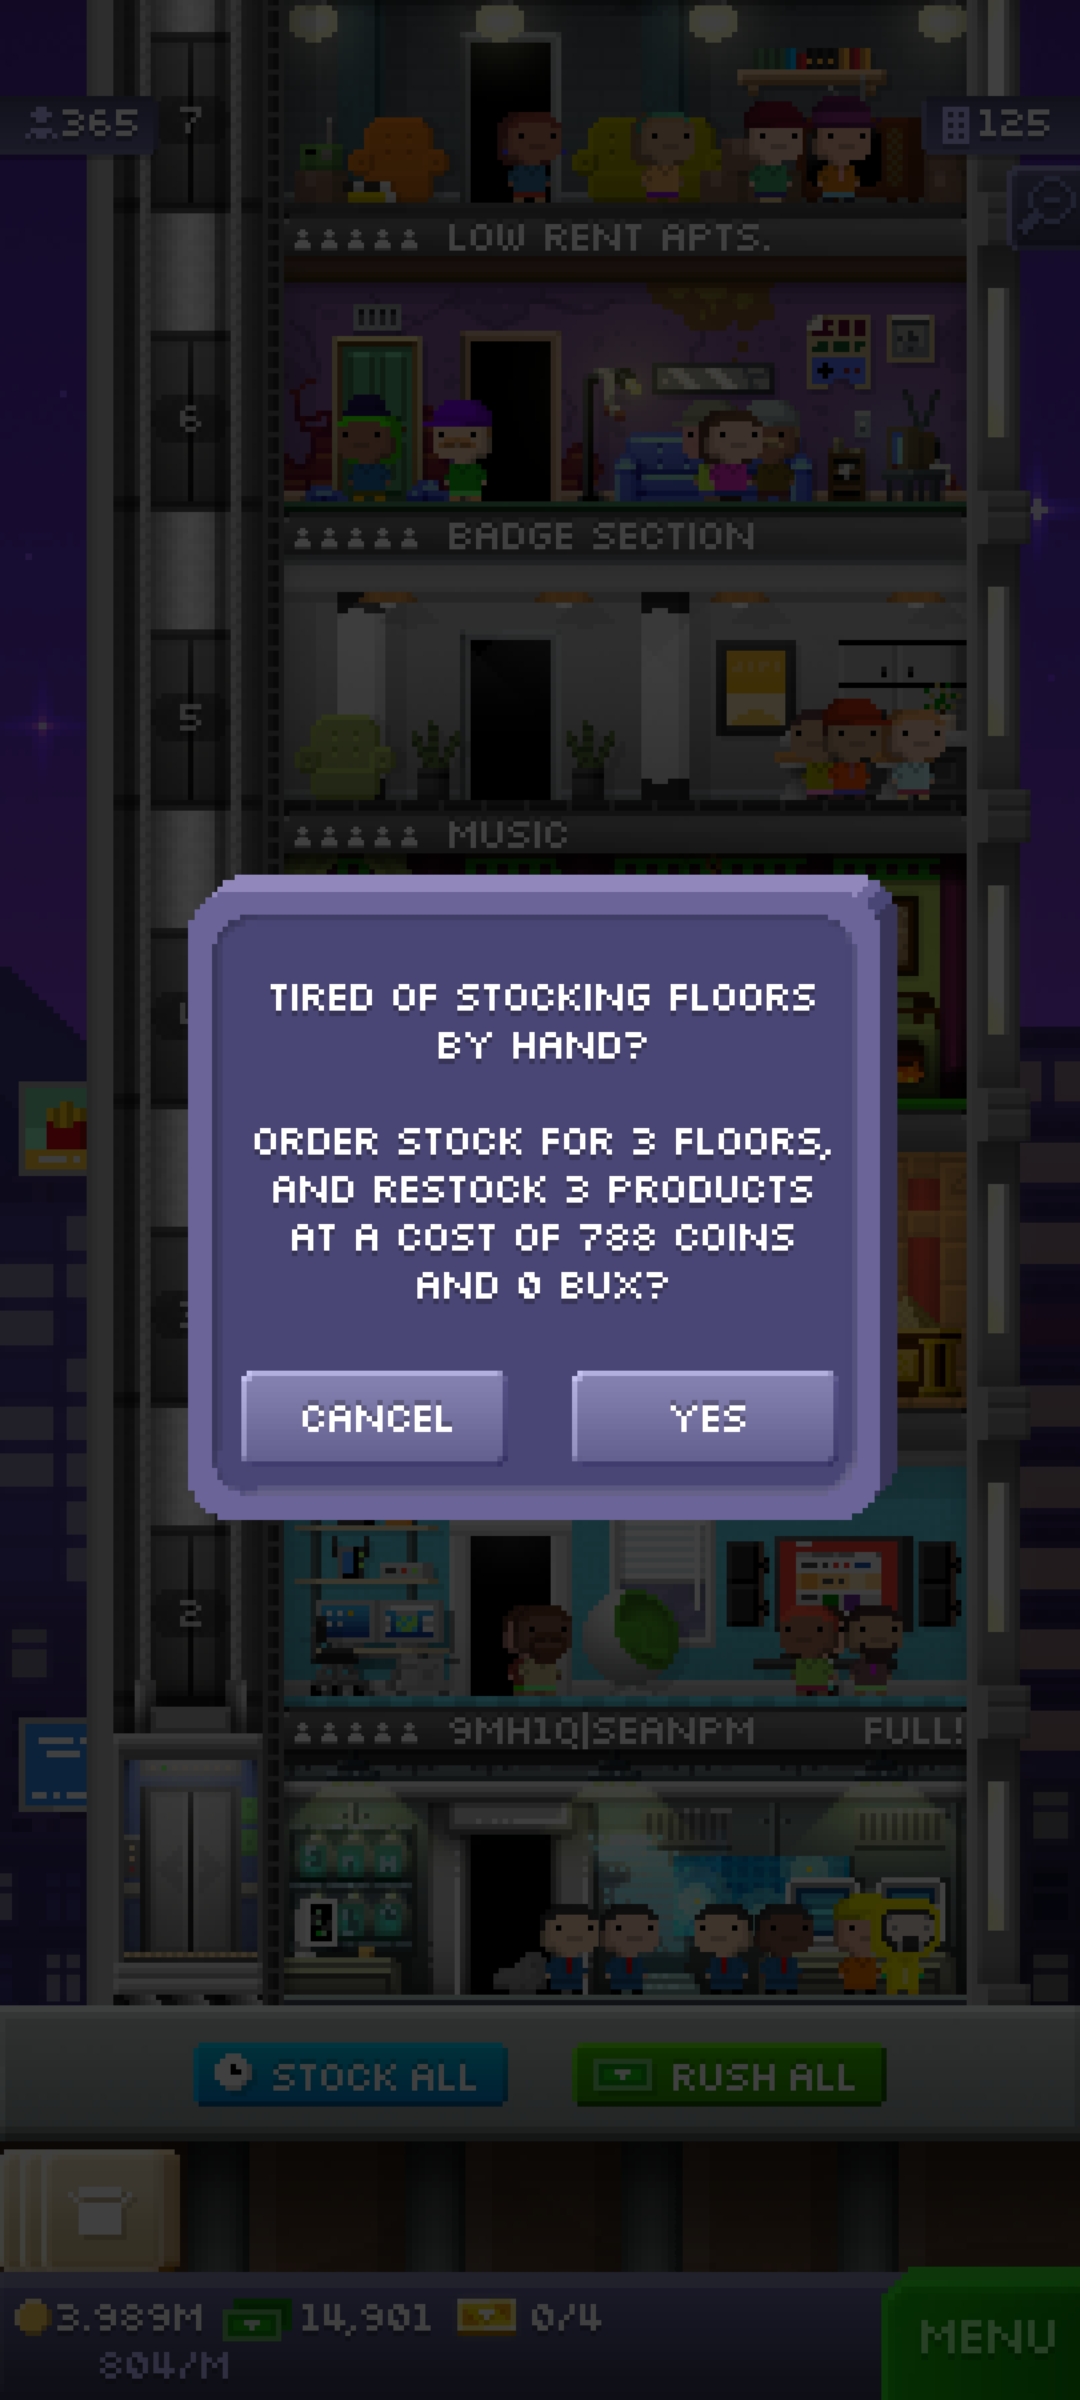 365
7
125
LOW RENT APTS.
6
BADGE SECTION
5
MUSIC
TIRED OF STOCKING FLOORS
BY HAND?
ORDER STOCK FOR 3 FLOORS,
AND RESTOCK 3 PRODUCTS
AT A COST OF 788 COINS
AND 0 BUX?
CANCEL
YES
2
9MH1Q|SEANPM
FULL!
STOCK ALL
RUSH ALL
3.989M
14,901
0/4
804/M
MENU